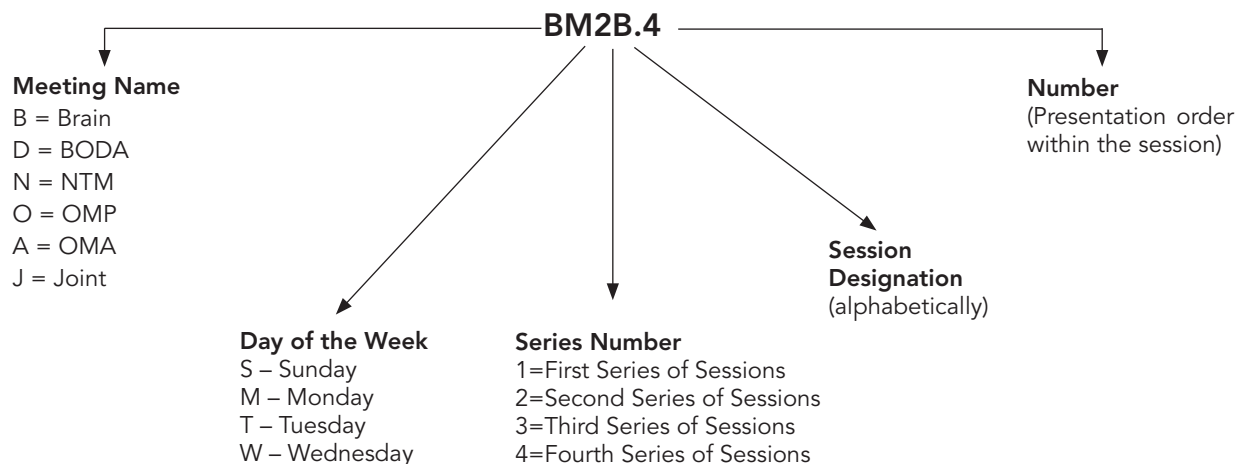 BM2B.4
Meeting Name
B = Brain
D = BODA
N = NTM
O = OMP
A = OMA
J = Joint
Number
(Presentation order
within the session)
Session
Designation
(alphabetically)
Day of the Week
S – Sunday
M – Monday
T – Tuesday
W – Wednesday
Series Number
1=First Series of Sessions
2=Second Series of Sessions
3=Third Series of Sessions
4=Fourth Series of Sessions